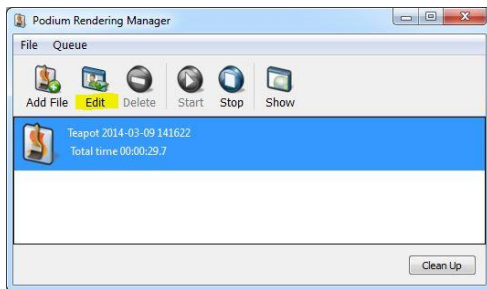 Podium Rendering Manager
File Queue
Add File Edit Delete Start Stop Show
Teapot 2014-03-09 141622
Total time 00:00:29.7
Clean Up